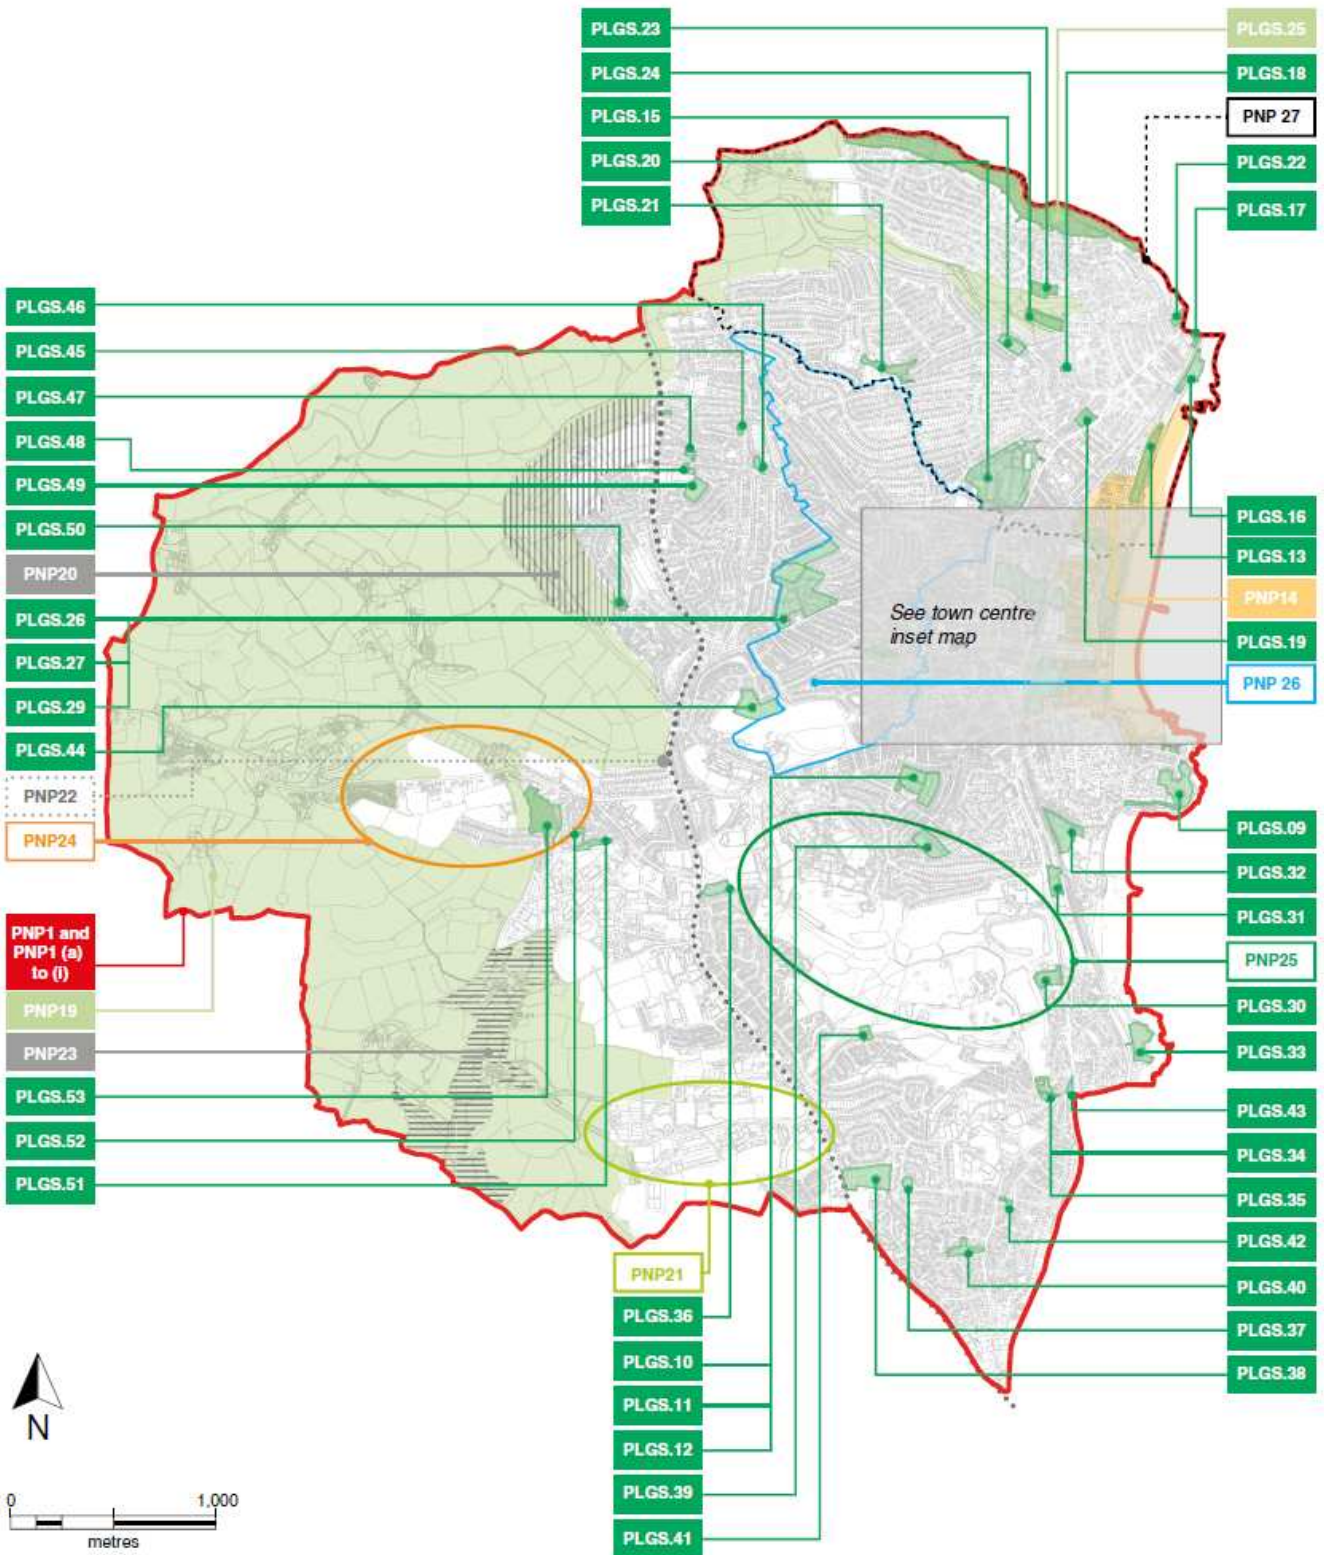 PLGS.23
PLGS.24
PLGS.15
PLGS.20
PLGS.21
PLGS.25
PLGS.18
PNP 27
PLGS.22
PLGS.17
PLGS.46
PLGS.45
PLGS.47
PLGS.48
PLGS.49
PLGS.50
PNP20
PLGS.26
PLGS.27
PLGS.29
PLGS.44
PNP22
PNP24
PNP1 and
PNP1 (a)
to (i)
PNP19
PNP23
PLGS.53
PLGS.52
PLGS.51
See town centre
inset map
PLGS.16
PLGS.13
PNP14
PLGS.19
PNP 26
PLGS.09
PLGS.32
PLGS.31
PNP25
PLGS.30
PLGS.33
PLGS.43
PLGS.34
PLGS.35
PLGS.42
PLGS.40
PLGS.37
PLGS.38
PNP21
PLGS.36
PLGS.10
PLGS.11
PLGS.12
PLGS.39
PLGS.41
N
0 1,000
metres